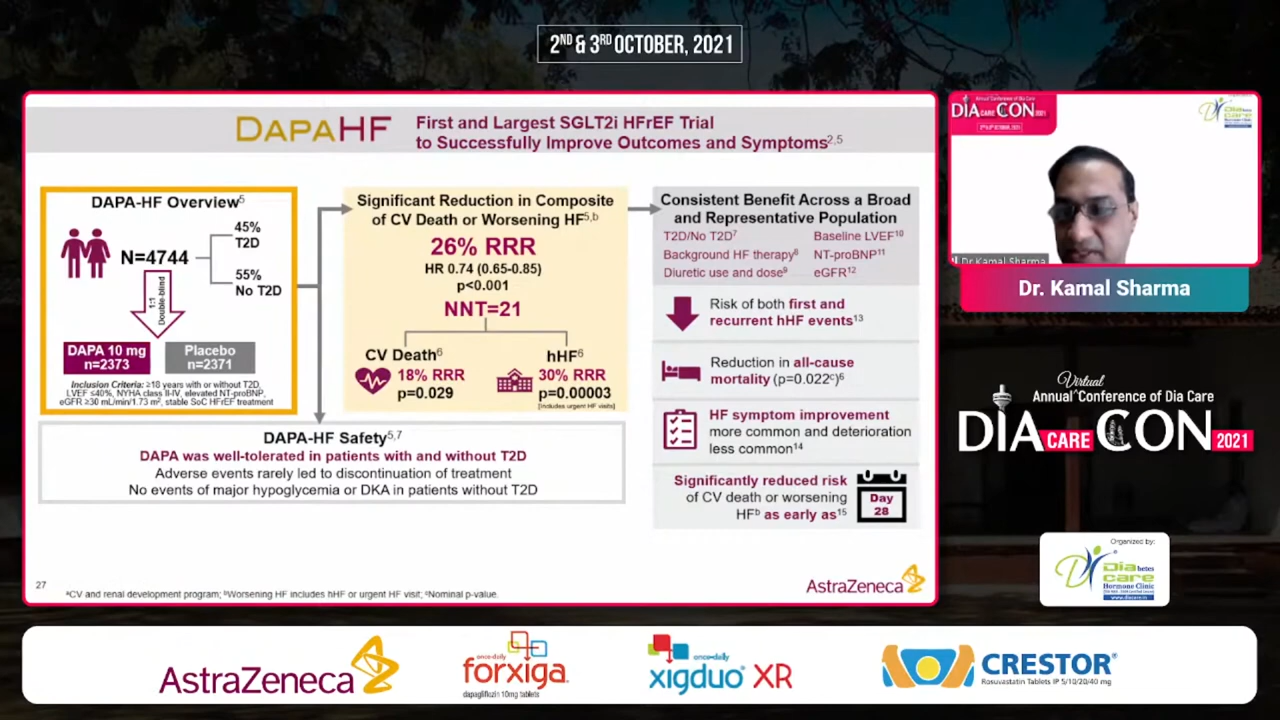 2ND & 3RD OCTOBER, 2021
DAPAHF
First and Largest SGLT2i HFrEF Trial
to Successfully Improve Outcomes and Symptoms2,5
DAPA-HF Overview5
N=4744
45%
T2D
55%
No T2D
1:1
Double-blind
DAPA 10 mg
n=2373
Placebo
n=2371
Inclusion Criteria: ≥18 years with or without T2D,
LVEF ≤40%, NYHA class II-IV, elevated NT-proBNP,
eGFR ≥30 mL/min/1.73 m2, stable SoC HFrEF treatment
Significant Reduction in Composite
of CV Death or Worsening HF5,b
26% RRR
HR 0.74 (0.65-0.85)
p<0.001
NNT=21
CV Death6
18% RRR
p=0.029
hHF6
30% RRR
p=0.00003
[includes urgent HF visits]
DAPA-HF Safety5,7
DAPA was well-tolerated in patients with and without T2D
Adverse events rarely led to discontinuation of treatment
No events of major hypoglycemia or DKA in patients without T2D
Consistent Benefit Across a Broad
and Representative Population
T2D/No T2D7
Baseline LVEF10
Background HF therapy8
NT-proBNP11
Diuretic use and dose9
eGFR12
Risk of both first and
recurrent hHF events13
Reduction in all-cause
mortality (p=0.022c)6
HF symptom improvement
more common and deterioration
less common14
Significantly reduced risk
of CV death or worsening
HFb as early as15
Day
28
27
aCV and renal development program; bWorsening HF includes hHF or urgent HF visit; cNominal p-value.
AstraZeneca
Annual Conference of Dia Care
DIA CARE CON 2021
Dia betes
care
Hormone Clinic
Dr Kamal Sharma
Dr. Kamal Sharma
Virtual
Annual Conference of Dia Care
DIA CARE CON 2021
Organized by:
Dia betes
care
Hormone Clinic
www.diacare.in
AstraZeneca
once-daily
forxiga
dapagliflozin 10mg tablets
once-daily
xigduo XR
CRESTOR®
Rosuvastatin Tablets IP 5/10/20/40 mg